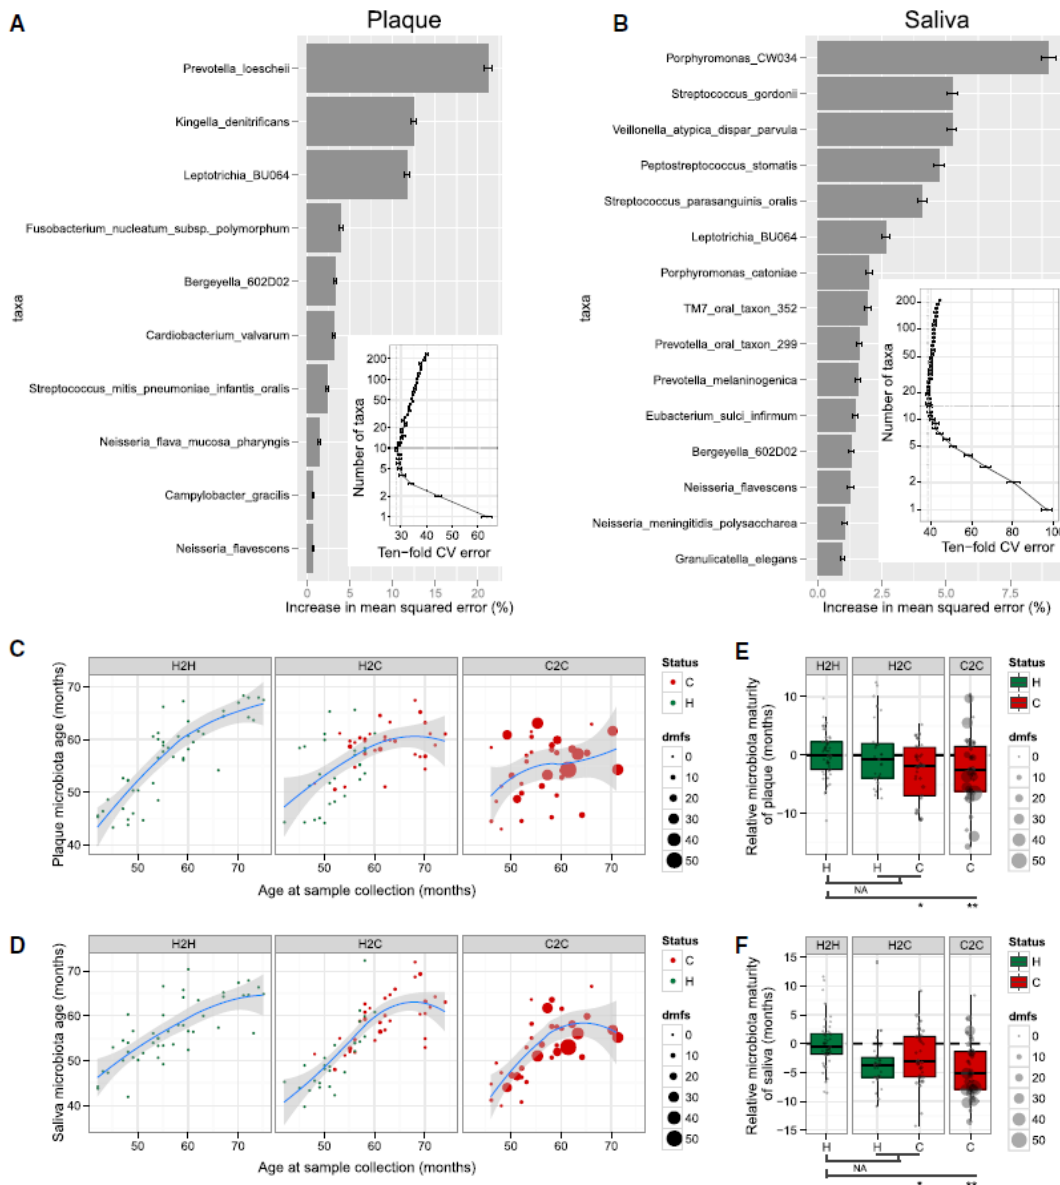 A
Plaque
Prevotella_loescheii
Kingella_denitrificans
Leptotrichia_BU064
Fusobacterium_nucleatum_subsp._polymorphum
Bergeyella_602D02
Cardiobacterium_valvarum
Streptococcus_mitis_pneumoniae_infantis_oralis
Neisseria_flava_mucosa_pharyngis
Campylobacter_gracilis
Neisseria_flavescens
taxa
0 5 10 15 20
Increase in mean squared error (%)
Number of taxa
200
100
50
20
10
5
2
1
30 40 50 60
Ten-fold CV error
B
Saliva
Porphyromonas_CW034
Streptococcus_gordonii
Veillonella_atypica_dispar_parvula
Peptostreptococcus_stomatis
Streptococcus_parasanguinis_oralis
Leptotrichia_BU064
Porphyromonas_catoniae
TM7_oral_taxon_352
Prevotella_oral_taxon_299
Prevotella_melaninogenica
Eubacterium_sulci_infirmum
Bergeyella_602D02
Neisseria_flavescens
Neisseria_meningitidis_polysaccharea
Granulicatella_elegans
taxa
0.0 2.5 5.0 7.5
Increase in mean squared error (%)
Number of taxa
200
100
50
20
10
5
2
1
40 60 80 100
Ten-fold CV error
C
H2H H2C C2C
Plaque microbiota age (months)
70
60
50
40
50 60 70 50 60 70 50 60 70
Age at sample collection (months)
Status
C
H
dmfs
0
10
20
30
40
50
D
H2H H2C C2C
Saliva microbiota age (months)
70
60
50
40
50 60 70 50 60 70 50 60 70
Age at sample collection (months)
Status
C
H
dmfs
0
10
20
30
40
50
E
H2H H2C C2C
Relative microbiota maturity
of plaque (months)
10
0
-10
H H C C
NA
* **
Status
H
C
dmfs
0
10
20
30
40
50
F
H2H H2C C2C
Relative microbiota maturity
of saliva (months)
15
10
5
0
-5
-10
-15
H H C C
NA
* **
Status
H
C
dmfs
0
10
20
30
40
50